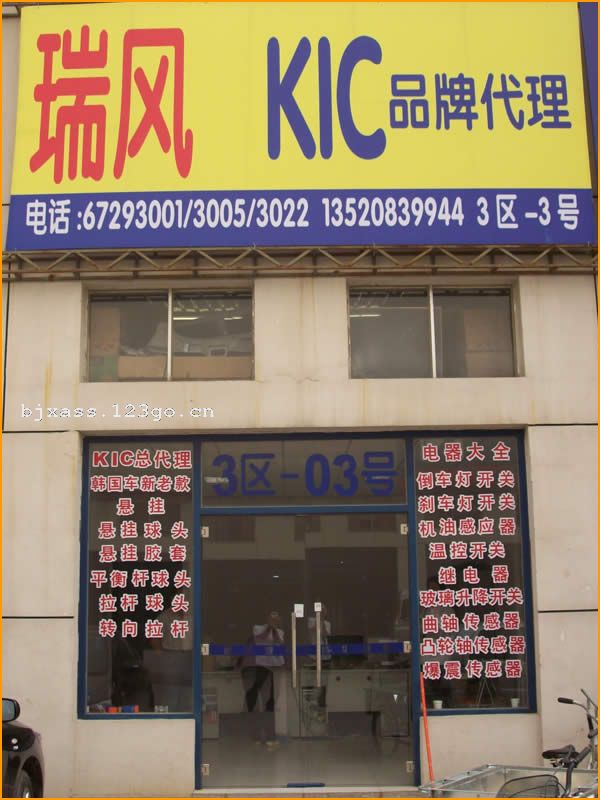 瑞风 KIC品牌代理
电话:67293001/3005/3022 13520839944 3区-3号
bjxass.123go.cn
3区-03号
KIC总代理
韩国车新老款
悬挂
悬挂球头
悬挂胶套
平衡杆球头
拉杆球头
转向拉杆
电器大全
倒车灯开关
刹车灯开关
机油感应器
温控开关
继电器
玻璃升降开关
曲轴传感器
凸轮轴传感器
爆震传感器